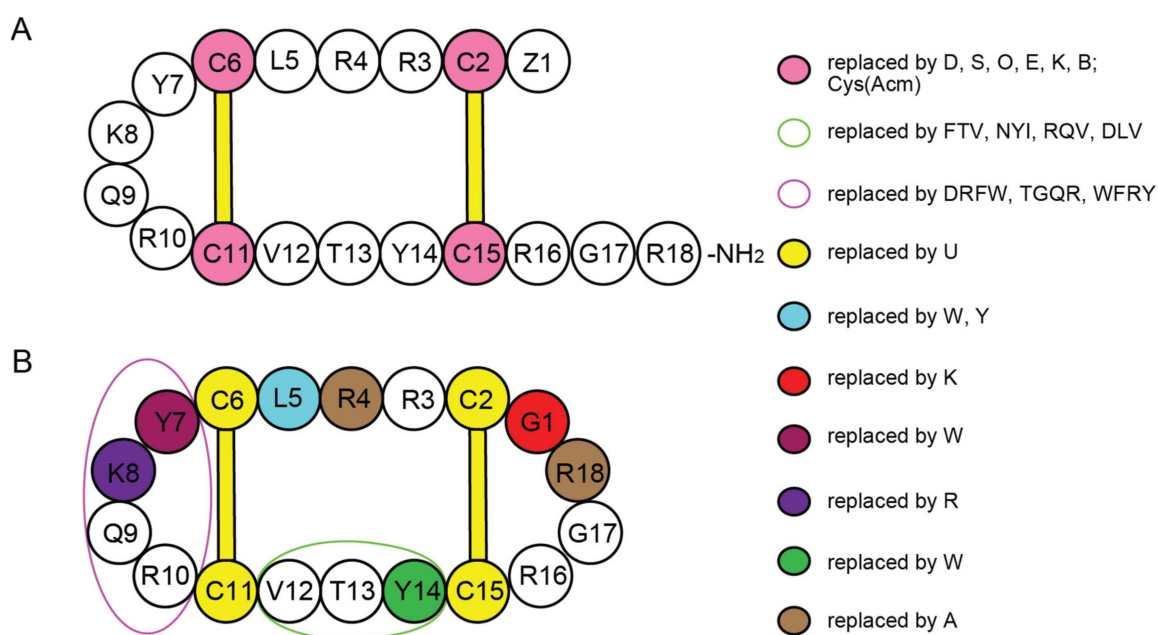 A
C6 L5 R4 R3 C2 Z1
Y7
K8
Q9
R10
C11 V12 T13 Y14 C15 R16 G17 R18 -NH2
B
C6 L5 R4 R3 C2
Y7 G1
K8 R18
Q9 G17
R10 R16
C11 V12 T13 Y14 C15
replaced by D, S, O, E, K, B;
Cys(Acm)
replaced by FTV, NYI, RQV, DLV
replaced by DRFW, TGQR, WFRY
replaced by U
replaced by W, Y
replaced by K
replaced by W
replaced by R
replaced by W
replaced by A